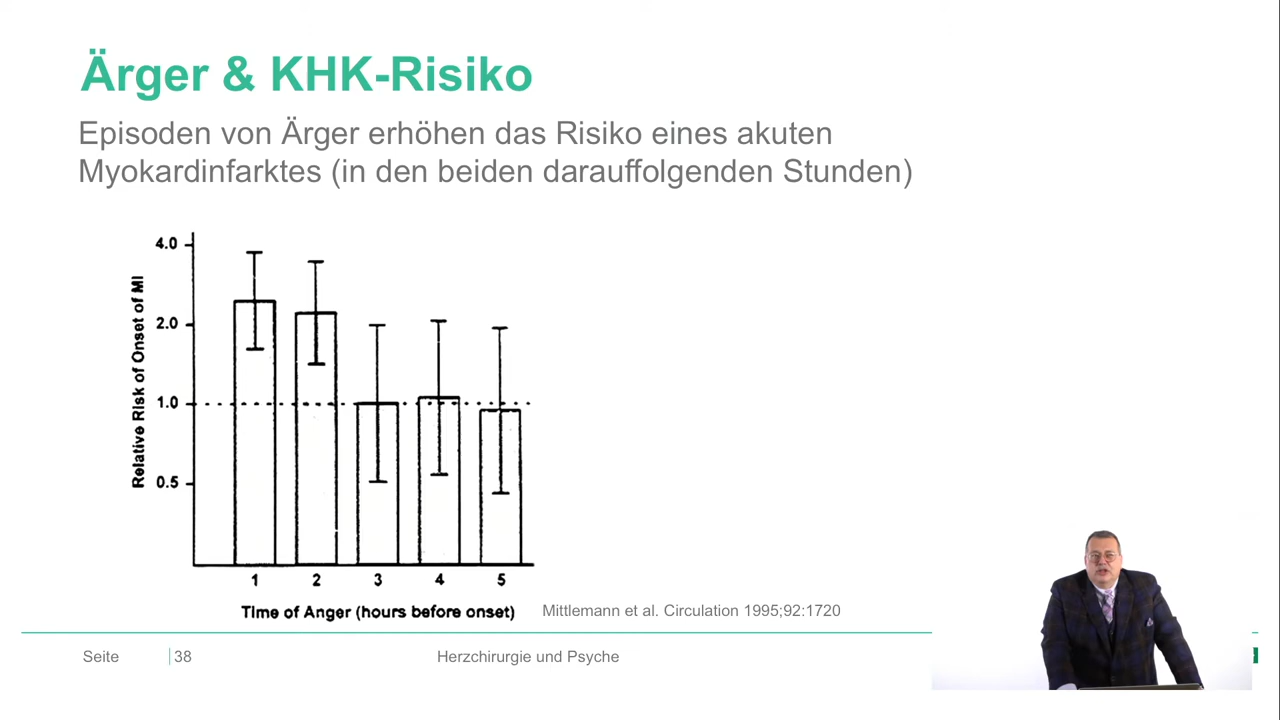 Ärger & KHK-Risiko
Episoden von Ärger erhöhen das Risiko eines akuten
Myokardinfarktes (in den beiden darauffolgenden Stunden)
Relative Risk of Onset of MI
4.0
2.0
1.0
0.5
1 2 3 4 5
Time of Anger (hours before onset)
Mittlemann et al. Circulation 1995;92:1720
Seite 38 Herzchirurgie und Psyche